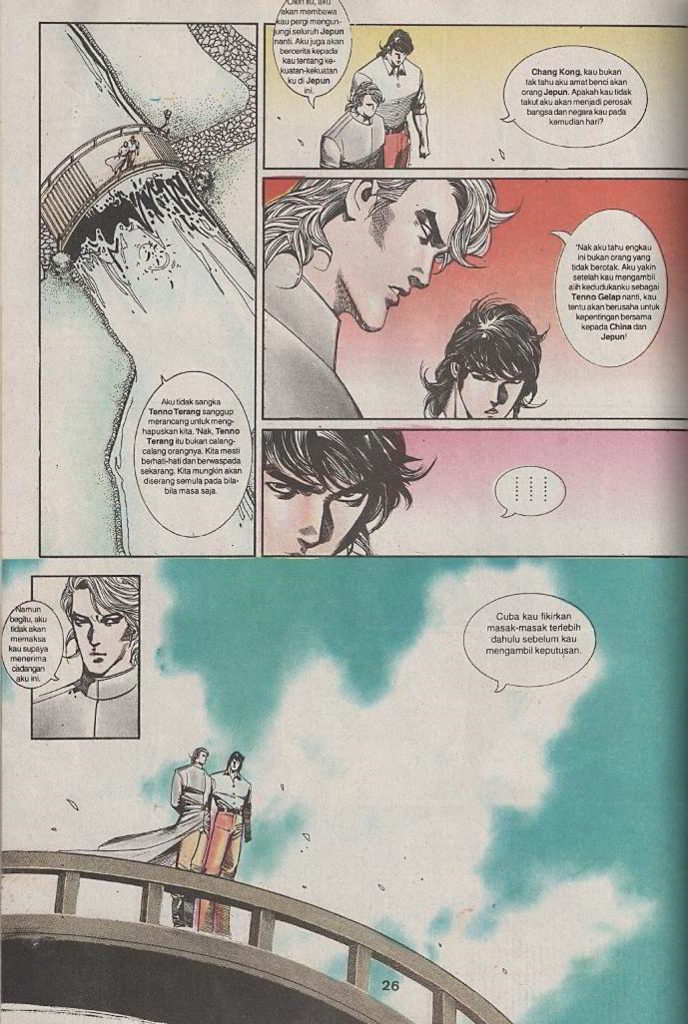 Aku tidak sangka
Tenno Terang sanggup
merancang untuk meng-
hapuskan kita. 'Nak, Tenno
Terang itu bukan calang-
calang orangnya. Kita mesti
berhati-hati dan berwaspada
sekarang. Kita mungkin akan
diserang semula pada bila-
bila masa saja.
Oleh itu, aku
akan membawa
kau pergi mengun-
jungi seluruh Jepun
nanti. Aku juga akan
bercerita kepada
kau tentang ke-
kuatan-kekuatan
ku di Jepun
ini.
Chang Kong, kau bukan
tak tahu aku amat benci akan
orang Jepun. Apakah kau tidak
takut aku akan menjadi perosak
bangsa dan negara kau pada
kemudian hari?
'Nak aku tahu engkau
ini bukan orang yang
tidak berotak. Aku yakin
setelah kau mengambil
alih kedudukanku sebagai
Tenno Gelap nanti, kau
tentu akan berusaha untuk
kepentingan bersama
kepada China dan
Jepun!
Namun
begitu, aku
tidak akan
memaksa
kau supaya
menerima
cadangan
aku ini.
Cuba kau fikirkan
masak-masak terlebih
dahulu sebelum kau
mengambil keputusan.
26